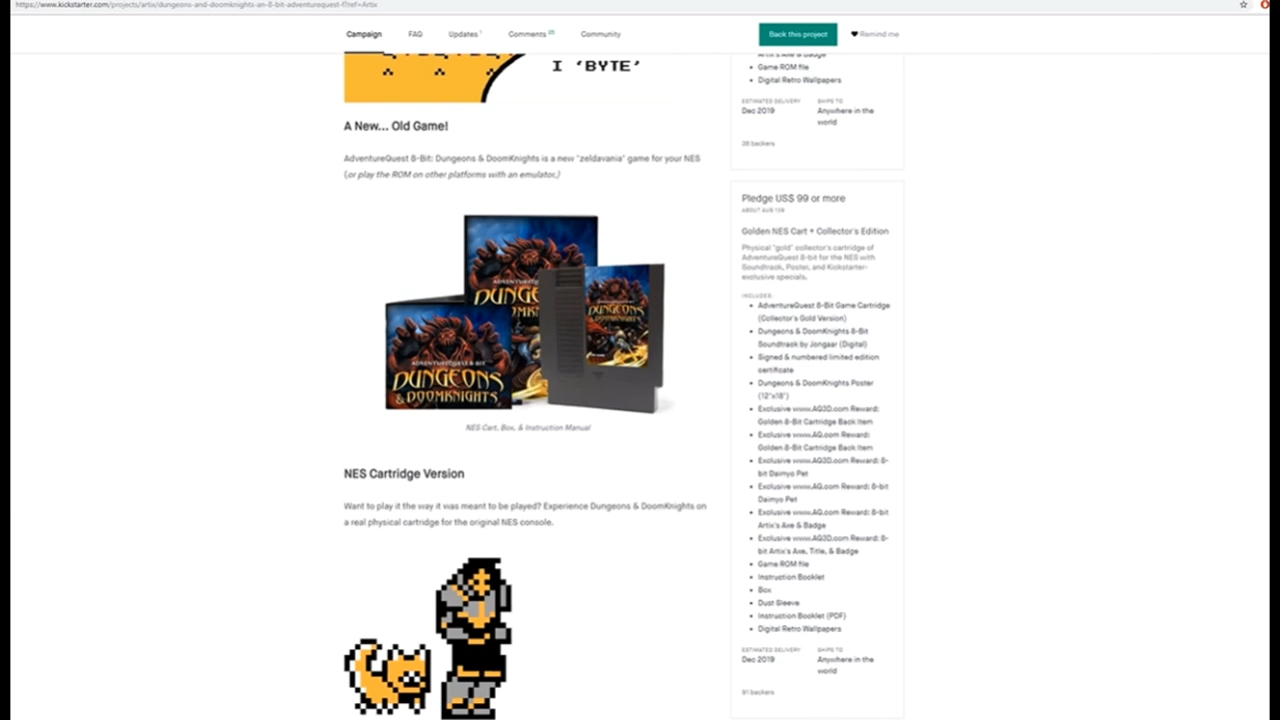 https://www.kickstarter.com/projects/artix/dungeons-and-doomknights-an-8-bit-adventurequest-f?ref=Artix
Campaign
FAQ
Updates 1
Comments 25
Community
Back this project
Remind me
I 'BYTE'
A New... Old Game!
AdventureQuest 8-Bit: Dungeons & DoomKnights is a new "zeldavania" game for your NES
(or play the ROM on other platforms with an emulator.)
ADVENTUREQUEST 8-BIT
DUNGEONS
& DOOMKNIGHTS
DUNGEONS
& DOOMKNIGHTS
NES Cart, Box, & Instruction Manual
NES Cartridge Version
Want to play it the way it was meant to be played? Experience Dungeons & DoomKnights on
a real physical cartridge for the original NES console.
Artix's Axe & Badge
Game ROM file
Digital Retro Wallpapers
ESTIMATED DELIVERY
Dec 2019
SHIPS TO
Anywhere in the
world
Pledge US$ 99 or more
Golden NES Cart + Collector's Edition
Physical "gold" collector's cartridge of
AdventureQuest 8-bit for the NES with
Soundtrack, Poster, and Kickstarter-
exclusive specials.
INCLUDES:
AdventureQuest 8-Bit Game Cartridge
(Collector's Gold Version)
Dungeons & DoomKnights 8-Bit
Soundtrack by Jongaar (Digital)
Signed & numbered limited edition
certificate
Dungeons & DoomKnights Poster
(12"x18")
Exclusive www.AQ3D.com Reward:
Golden 8-Bit Cartridge Back Item
Exclusive www.AQ.com Reward:
Golden 8-Bit Cartridge Back Item
Exclusive www.AQ3D.com Reward: 8-
bit Daimyo Pet
Exclusive www.AQ.com Reward: 8-bit
Daimyo Pet
Exclusive www.AQ.com Reward: 8-bit
Artix's Axe & Badge
Exclusive www.AQ3D.com Reward: 8-
bit Artix's Axe, Title, & Badge
Game ROM file
Instruction Booklet
Box
Dust Sleeve
Instruction Booklet (PDF)
Digital Retro Wallpapers
ESTIMATED DELIVERY
Dec 2019
SHIPS TO
Anywhere in the
world
91 backers